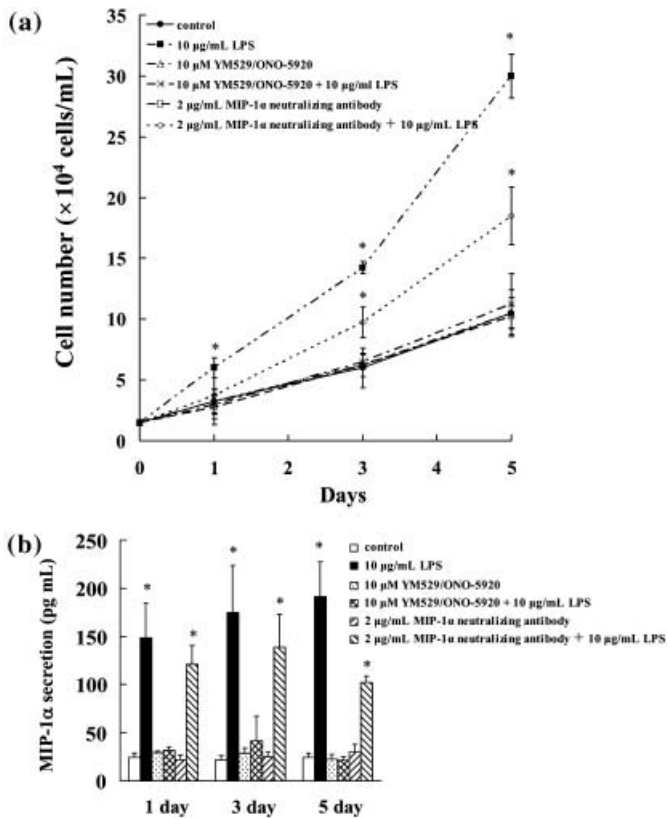 (a)
control
10 µg/mL LPS
10 µM YM529/ONO-5920
10 µM YM529/ONO-5920 + 10 µg/ml LPS
2 µg/mL MIP-1α neutralizing antibody
2 µg/mL MIP-1α neutralizing antibody + 10 µg/mL LPS
Cell number (×10⁴ cells/mL)
35
30
25
20
15
10
5
0
* * * * *
0 1 2 3 4 5
Days
(b)
MIP-1α secretion (pg mL)
250
200
150
100
50
0
* * * * * *
1 day 3 day 5 day
control
10 µg/mL LPS
10 µM YM529/ONO-5920
10 µM YM529/ONO-5920 + 10 µg/mL LPS
2 µg/mL MIP-1α neutralizing antibody
2 µg/mL MIP-1α neutralizing antibody + 10 µg/mL LPS